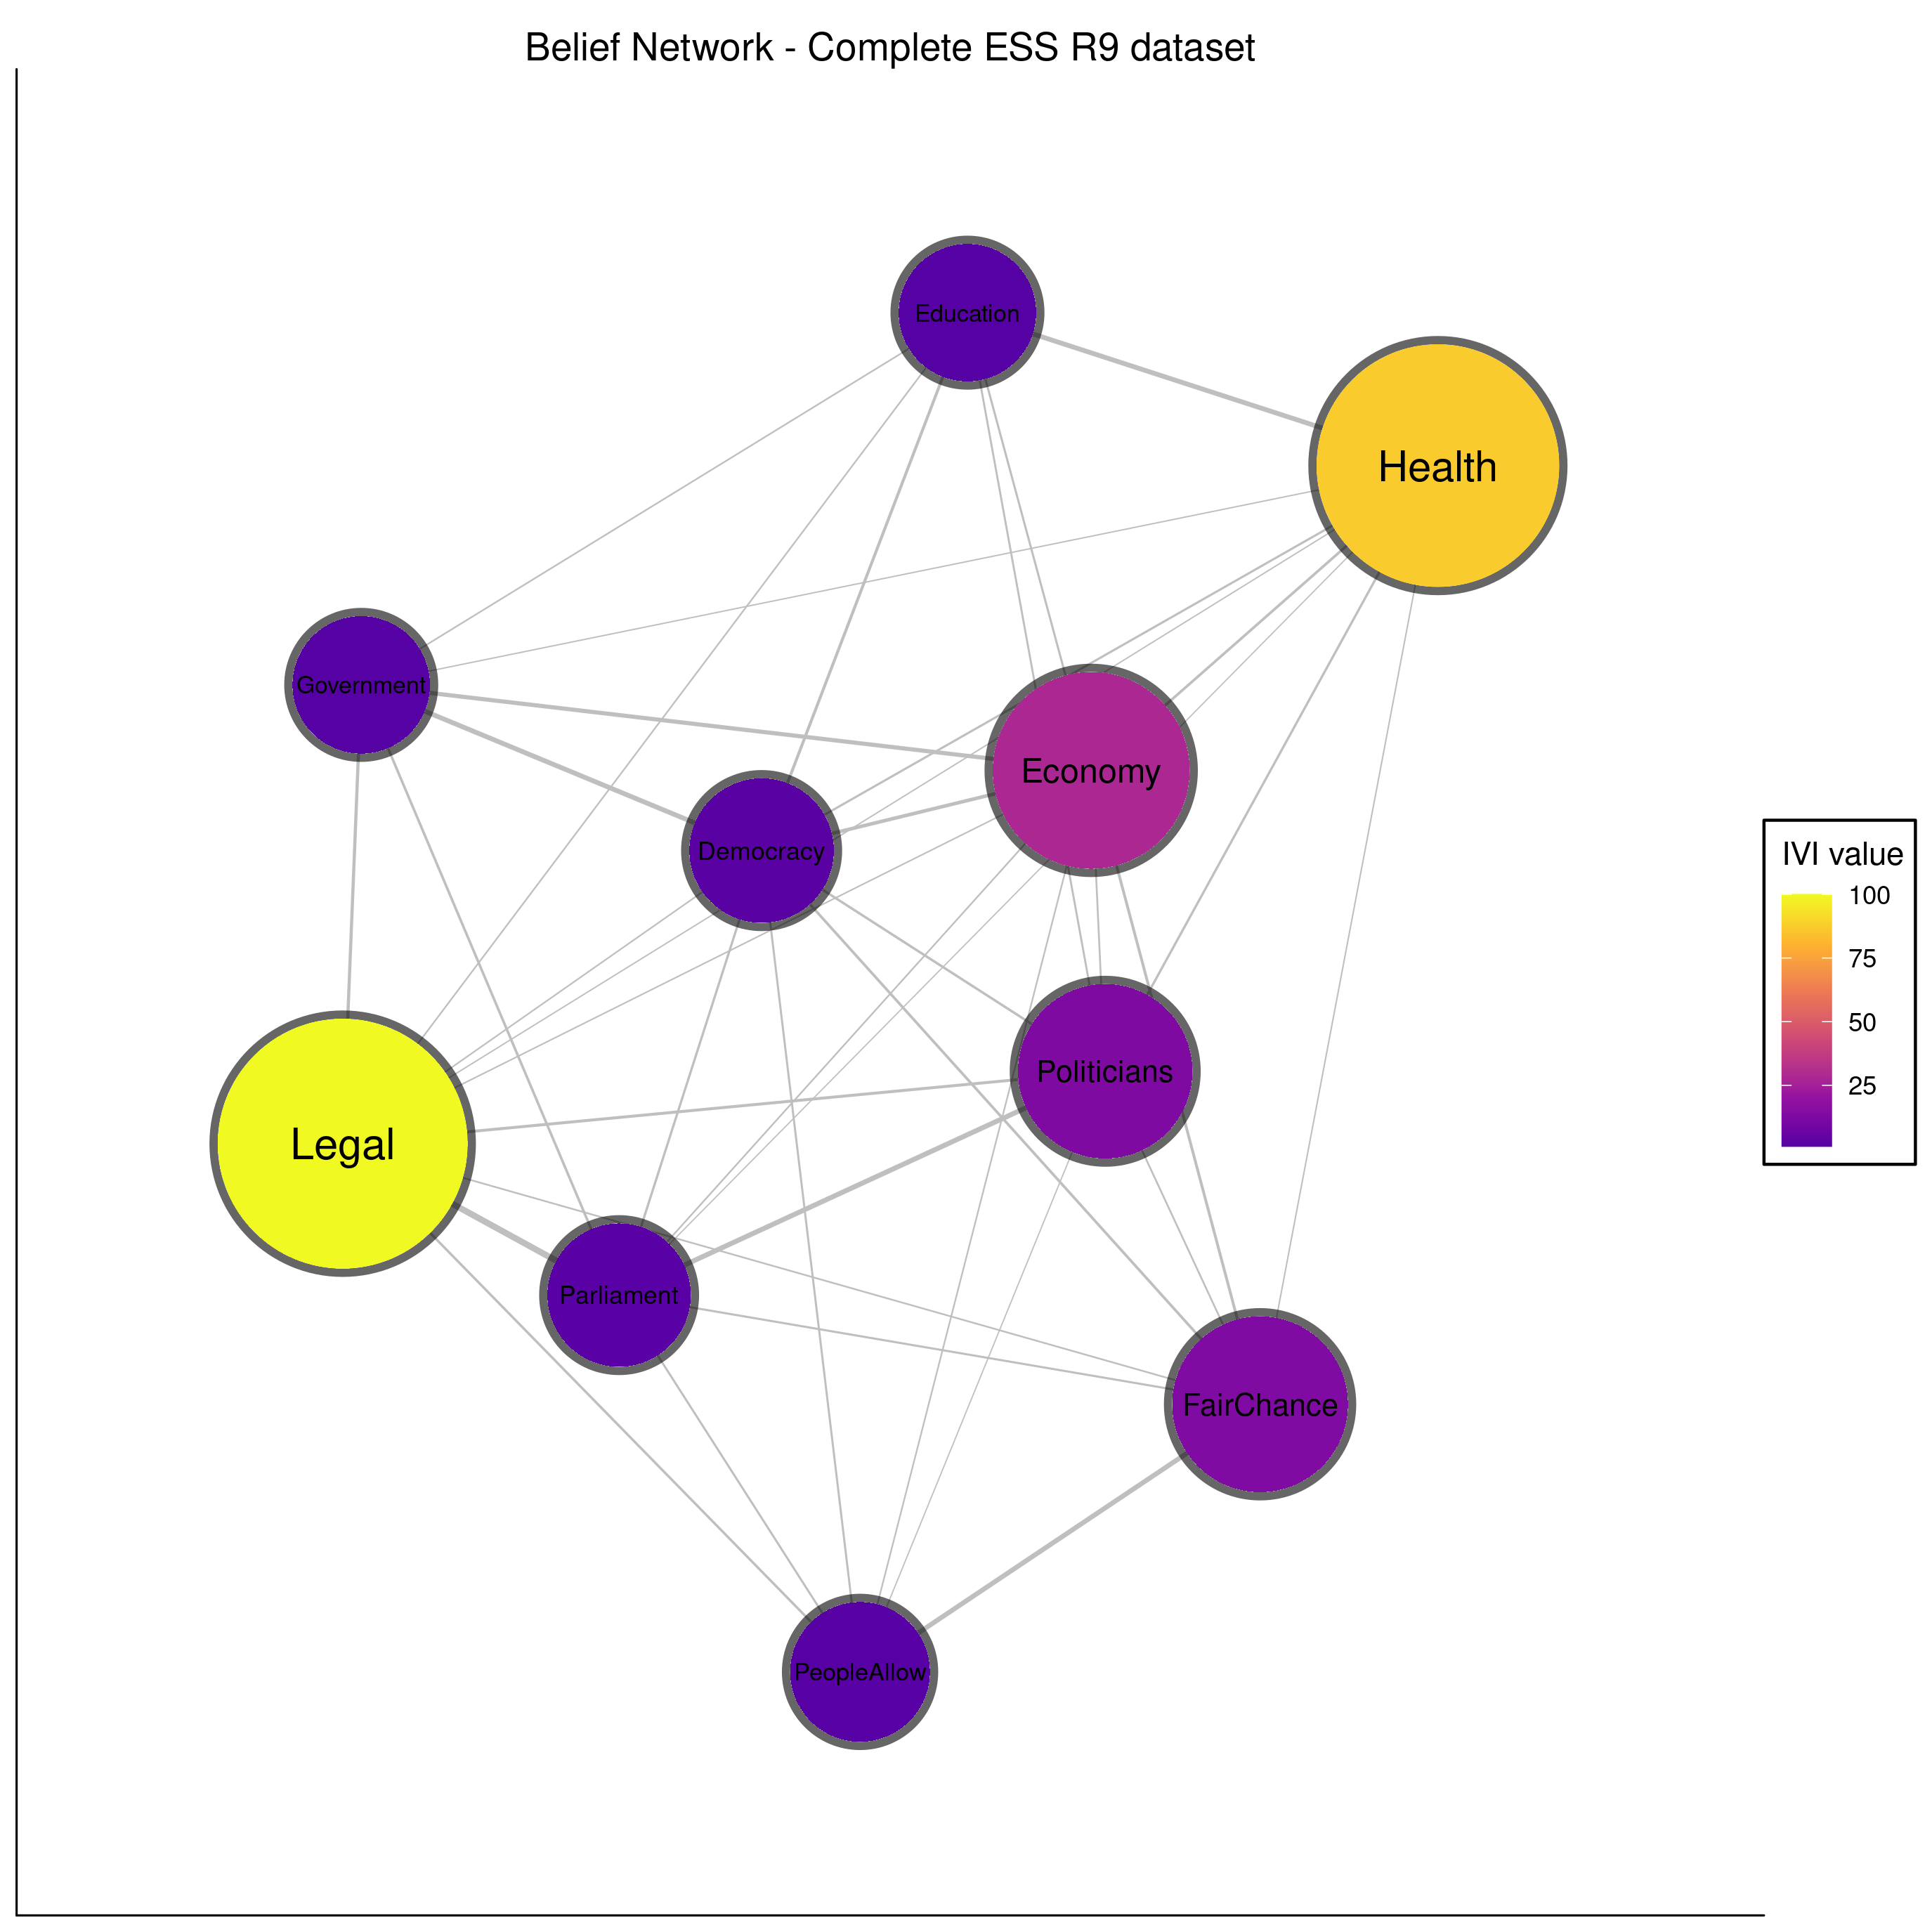 Belief Network - Complete ESS R9 dataset
Education
Health
Government
Economy
Democracy
IVI value
100
75
50
25
Politicians
Legal
Parliament
FairChance
PeopleAllow